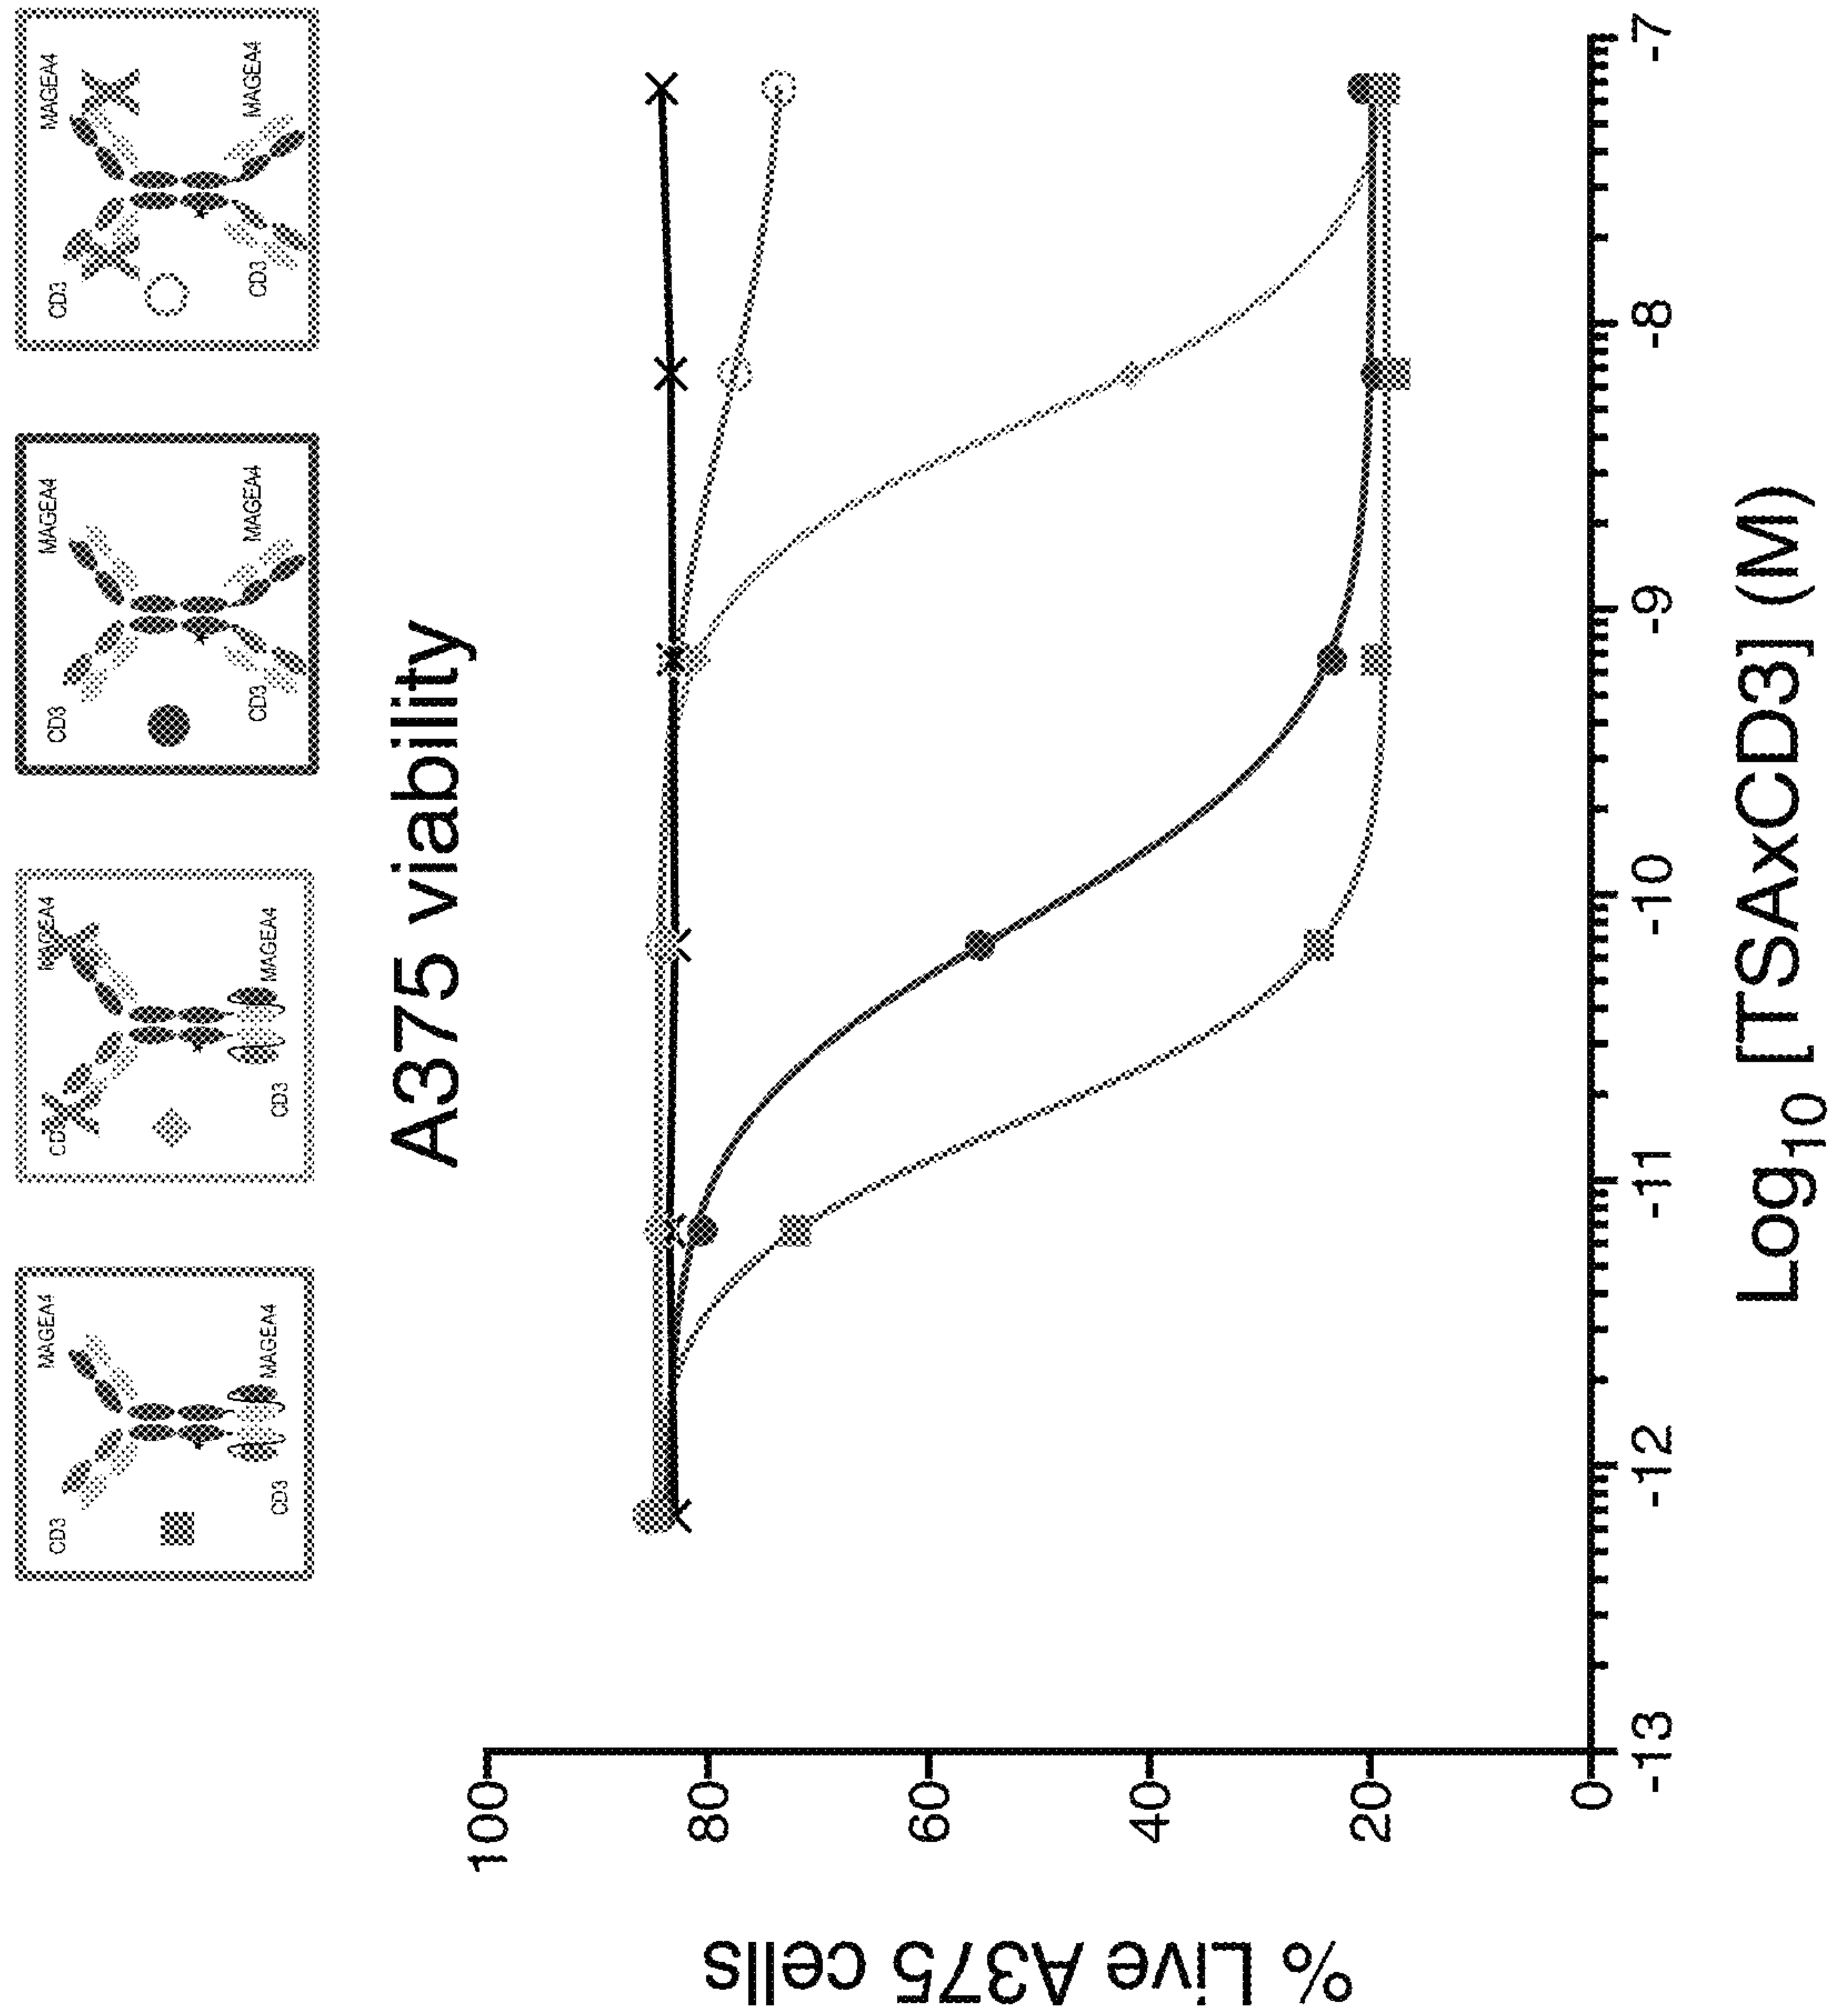 CD3 MAGEA4
CD3 MAGEA4
CD3 MAGEA4
CD3 MAGEA4
CD3 MAGEA4
CD3 MAGEA4
CD3 MAGEA4
CD3 MAGEA4
A375 viability
% Live A375 cells
100
80
60
40
20
0
-13 -12 -11 -10 -9 -8 -7
Log10 [TSAxCD3] (M)